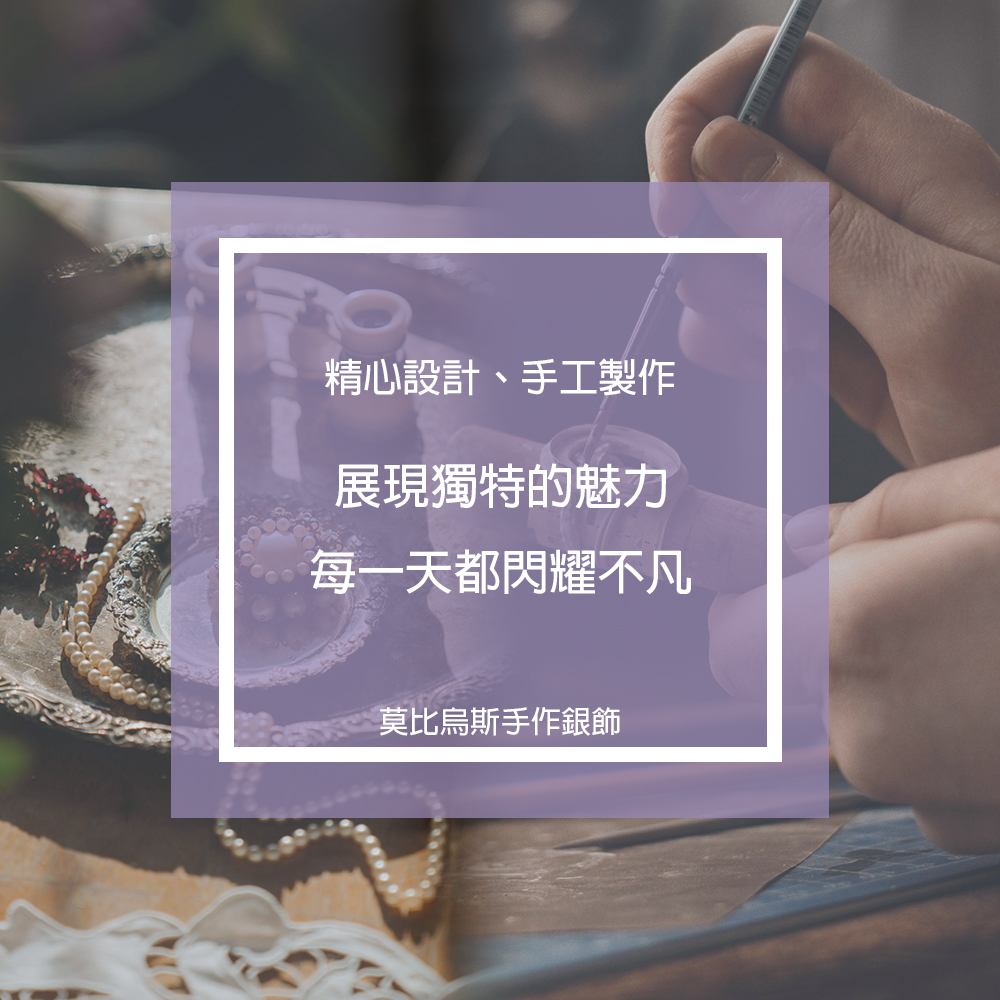 精心設計、手工製作
展現獨特的魅力
每一天都閃耀不凡
莫比烏斯手作銀飾